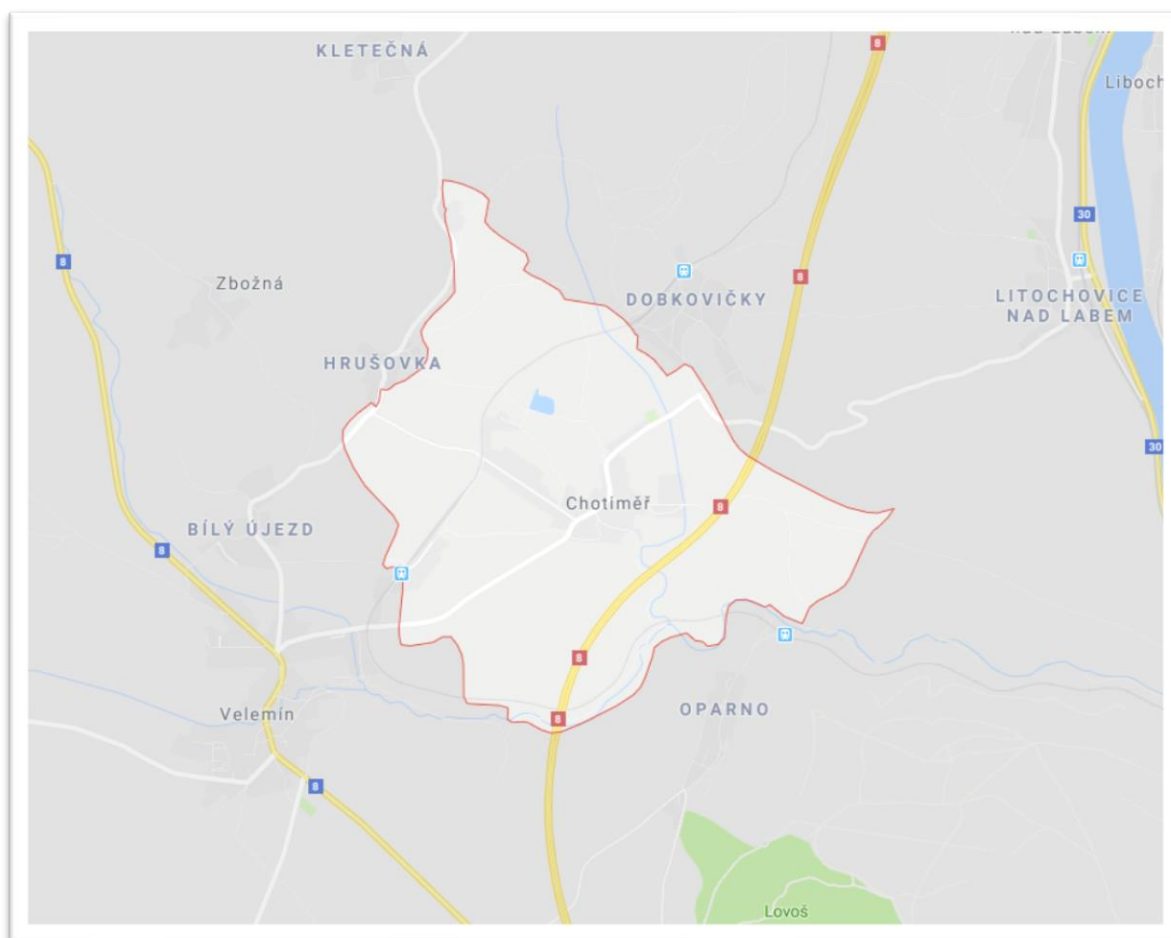 8
KLETEČNÁ
Liboch
30
8
Zbožná
8
DOBKOVIČKY
LITOCHOVICE
NAD LABEM
HRUŠOVKA
30
Chotiměř
8
BÍLÝ ÚJEZD
8
8
OPARNO
Velemín
8
8
Lovoš